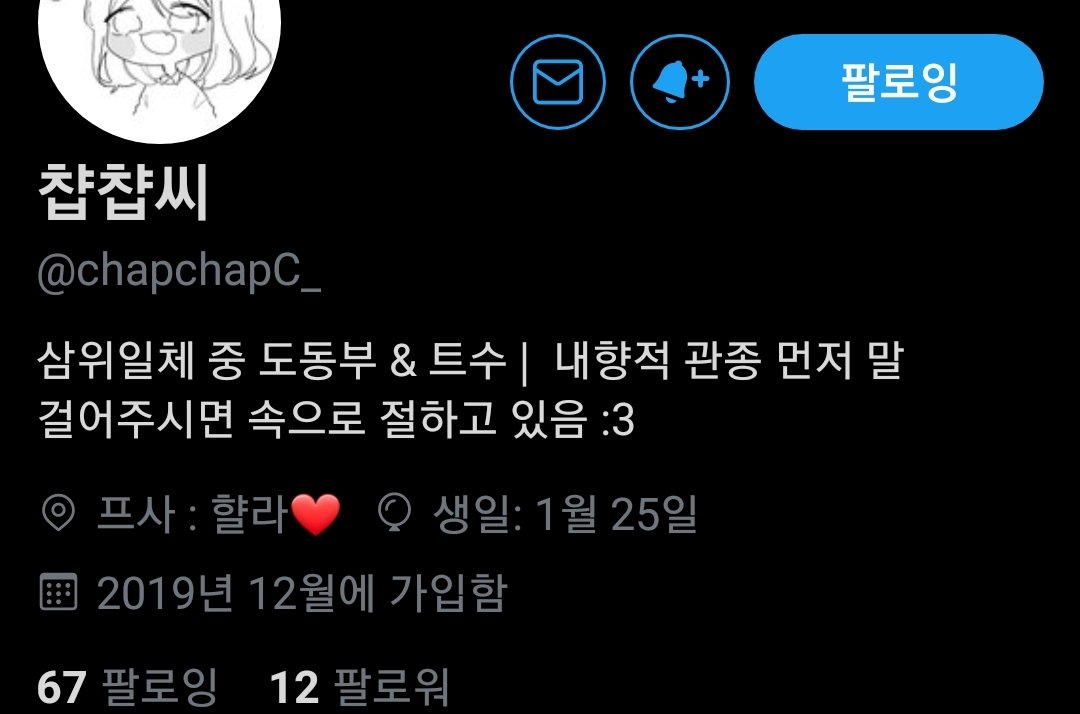 팔로잉
챱챱씨
@chapchapC_
삼위일체 중 도동부 & 트수 | 내향적 관종 먼저 말
걸어주시면 속으로 절하고 있음 :3
프사 : 햘라❤️ 생일: 1월 25일
2019년 12월에 가입함
67 팔로잉 12 팔로워